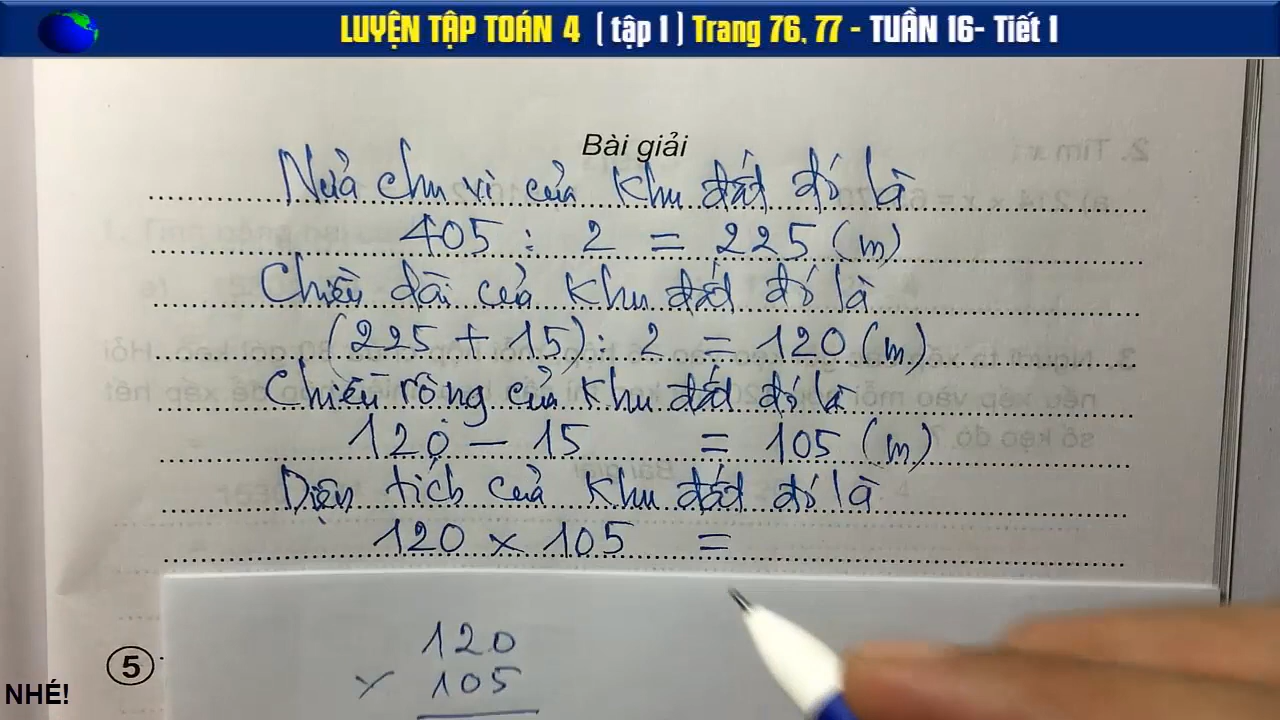 LUYỆN TẬP TOÁN 4 ( tập 1 ) Trang 76, 77 - TUẦN 16- Tiết 1
Bài giải
Nửa chu vi của khu đất đó là
405 : 2 = 225 (m)
Chiều dài của khu đất đó là
(225 + 15) : 2 = 120 (m)
Chiều rộng của khu đất đó là
120 - 15 = 105 (m)
Diện tích của khu đất đó là
120 × 105 =
120
× 105
5
NHÉ!